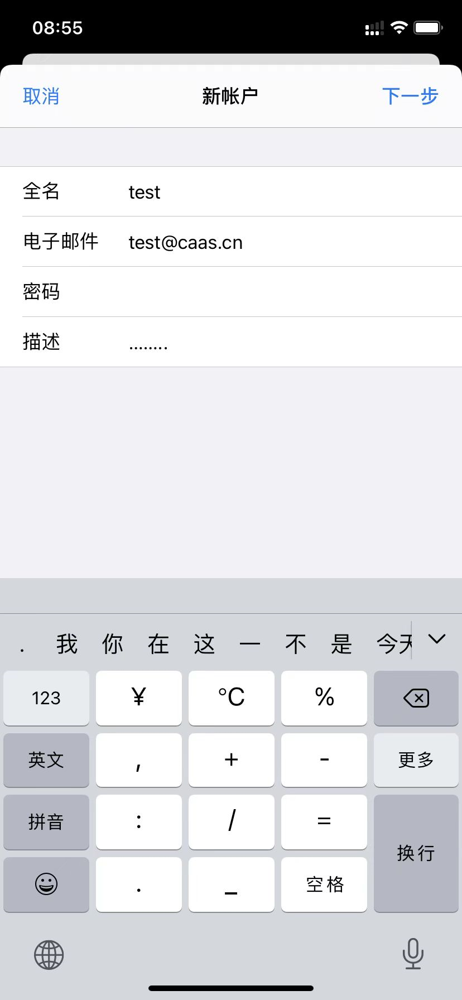 08:55
取消 新帐户 下一步
全名 test
电子邮件 test@caas.cn
密码
描述 ........
. 我 你 在 这 一 不 是 今天
123 ¥ °C %
英文 , + - 更多
拼音 : / =
换行
. _ 空格